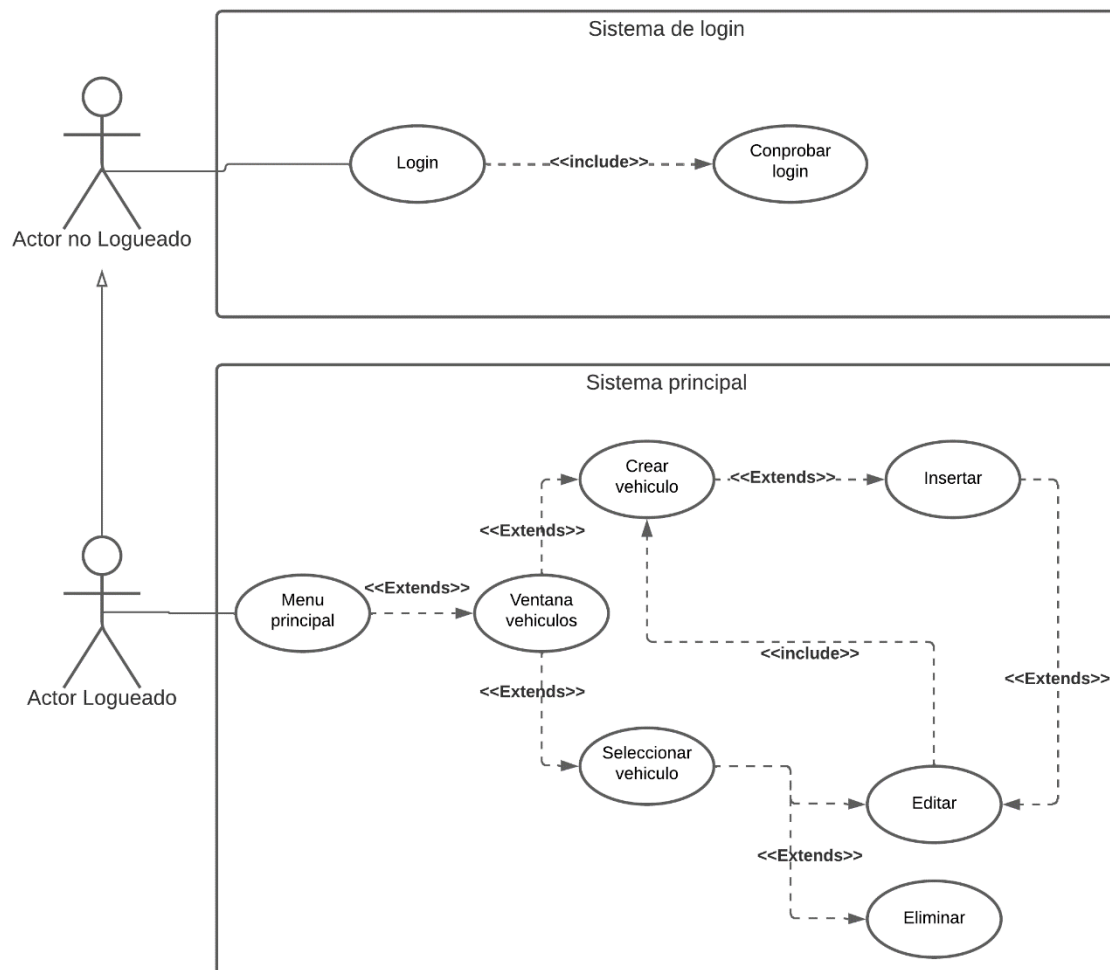 Sistema de login
Login
<<include>>
Conprobar
login
Actor no Logueado
Sistema principal
Crear
vehiculo
<<Extends>>
Insertar
<<Extends>>
<<Extends>>
Menu
principal
Ventana
vehiculos
<<include>>
<<Extends>>
<<Extends>>
Actor Logueado
Seleccionar
vehiculo
Editar
<<Extends>>
Eliminar